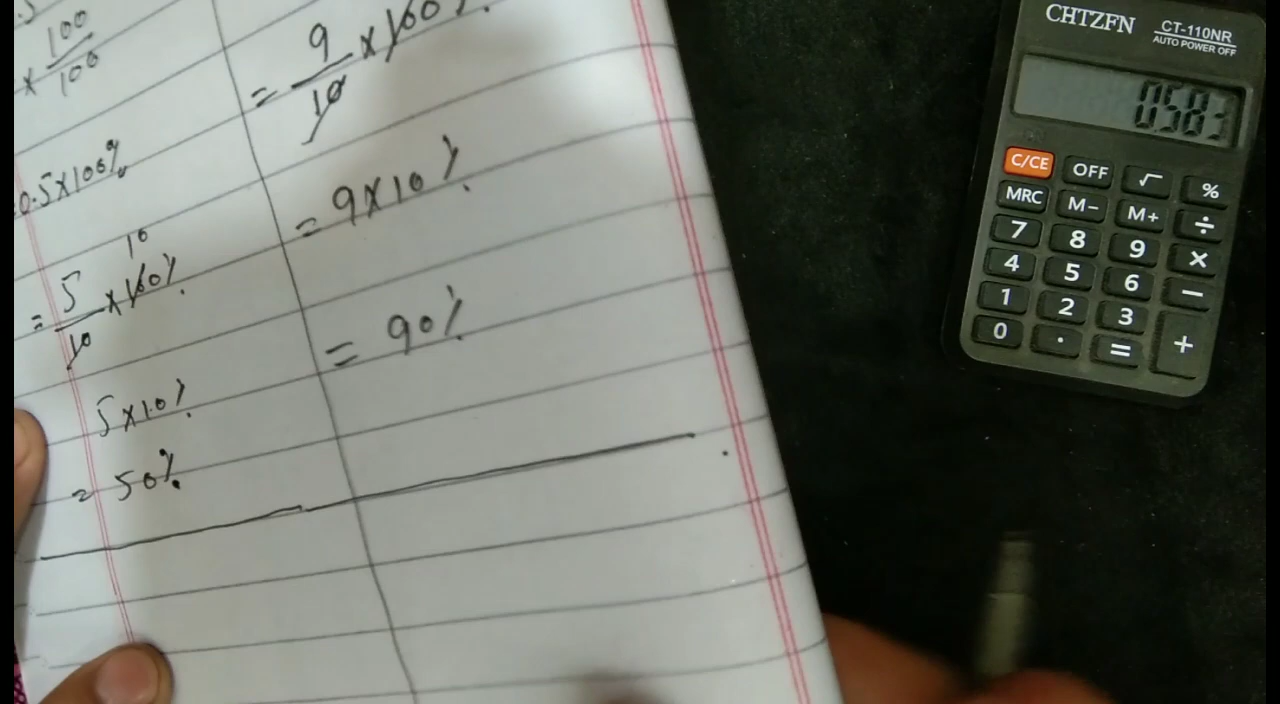 × 100/100
0.5×100%
= 5/10 × 100%
10
5×10%
= 50%
= 9/10 × 100%
= 9×10%
= 90%
CHTZFN
CT-110NR
AUTO POWER OFF
C/CE OFF √ %
MRC M− M+ ÷
7 8 9 ×
4 5 6 −
1 2 3 +
0 . =